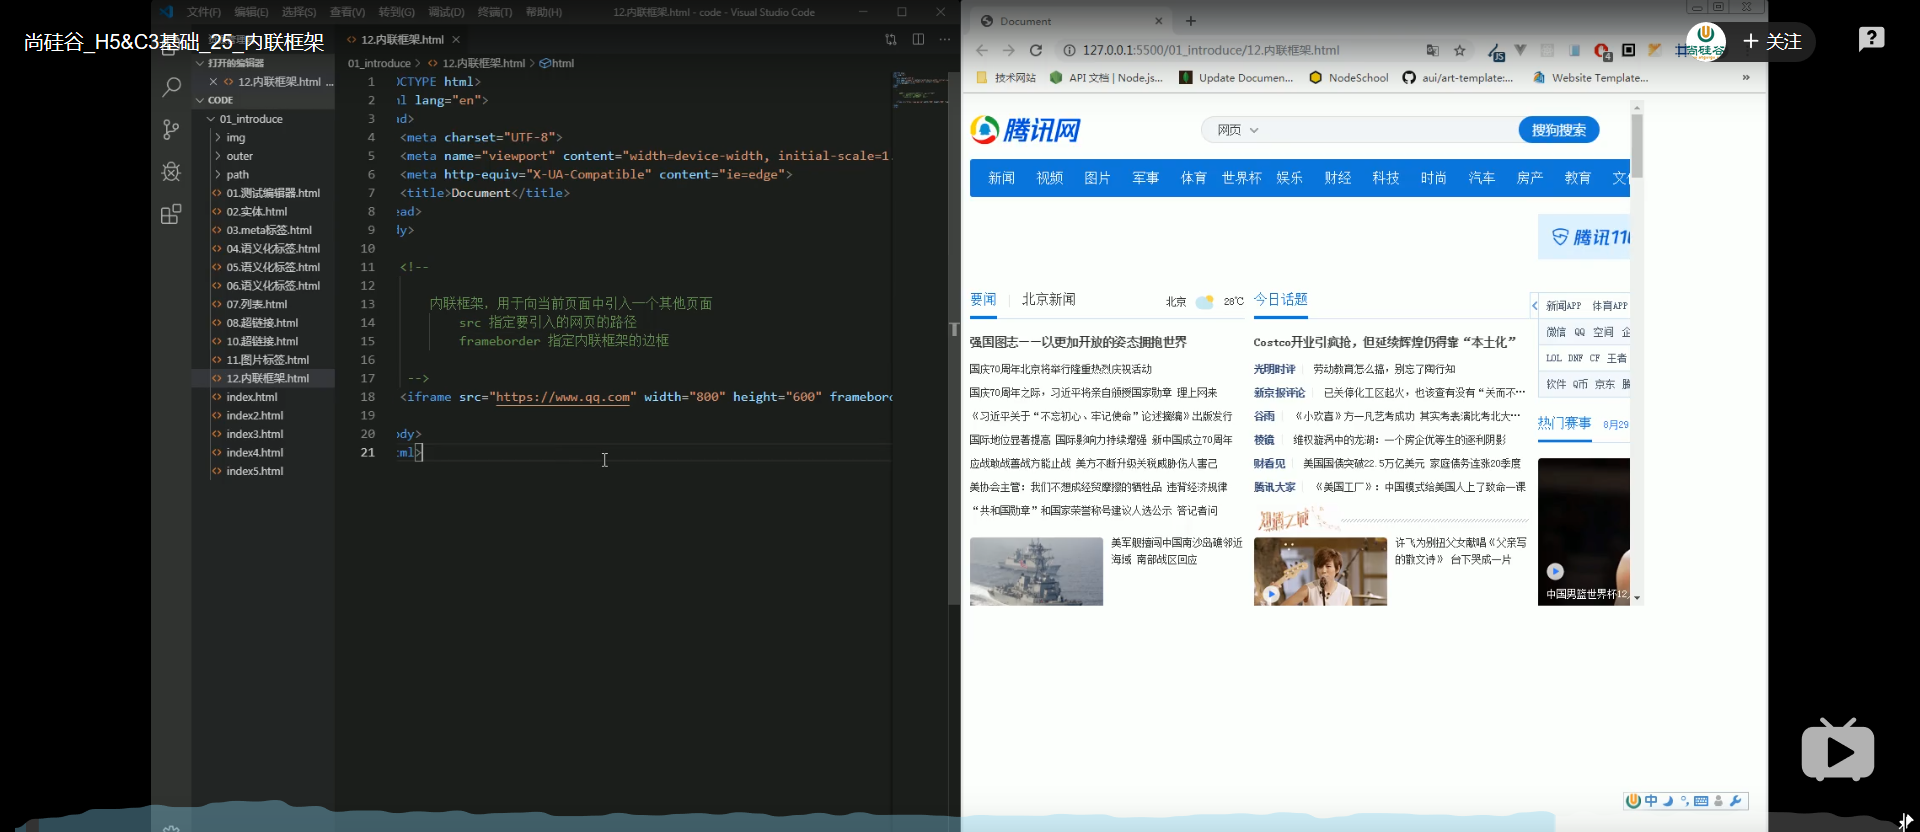 尚硅谷_H5&C3基础_25_内联框架
文件(F) 编辑(E) 选择(S) 查看(V) 转到(G) 调试(D) 终端(T) 帮助(H) 12.内联框架.html - code - Visual Studio Code
打开的编辑器
12.内联框架.html ...
CODE
01_introduce
img
outer
path
01.测试编辑器.html
02.实体.html
03.meta标签.html
04.语义化标签.html
05.语义化标签.html
06.语义化标签.html
07.列表.html
08.超链接.html
10.超链接.html
11.图片标签.html
12.内联框架.html
index.html
index2.html
index3.html
index4.html
index5.html
12.内联框架.html
01_introduce > 12.内联框架.html > html
1 OCTYPE html>
2 ml lang="en">
3 ad>
4 <meta charset="UTF-8">
5 <meta name="viewport" content="width=device-width, initial-scale=1.
6 <meta http-equiv="X-UA-Compatible" content="ie=edge">
7 <title>Document</title>
8 ead>
9 dy>
10
11 <!--
12
13 内联框架，用于向当前页面中引入一个其他页面
14 src 指定要引入的网页的路径
15 frameborder 指定内联框架的边框
16
17 -->
18 <iframe src="https://www.qq.com" width="800" height="600" framebord
19
20 ody>
21 tml>
Document
127.0.0.1:5500/01_introduce/12.内联框架.html
关注
技术网站 API 文档 | Node.js... Update Documen... NodeSchool aui/art-template:... Website Template...
腾讯网 网页 搜狗搜索
新闻 视频 图片 军事 体育 世界杯 娱乐 财经 科技 时尚 汽车 房产 教育
腾讯110
要闻 北京新闻 北京 28℃ 今日话题
强国图志——以更加开放的姿态拥抱世界
国庆70周年北京将举行隆重热烈庆祝活动
国庆70周年之际，习近平将亲自颁授国家勋章 理上网来
《习近平关于“不忘初心、牢记使命”论述摘编》出版发行
国际地位显著提高 国际影响力持续增强 新中国成立70周年
应战敢战善战方能止战 美方不断升级关税威胁伤人害己
美协会主管：我们不想成经贸摩擦的牺牲品 违背经济规律
“共和国勋章”和国家荣誉称号建议人选公示 答记者问
美军舰擅闯中国南沙岛礁邻近
海域 南部战区回应
Costco开业引疯抢，但延续辉煌仍得靠“本土化”
光明时评 劳动教育怎么搞，别忘了陶行知
新京报评论 已关停化工区起火，也该查有没有“关而不…
谷雨 《小欢喜》方一凡艺考成功 其实考表演比考北大…
棱镜 维权旋涡中的龙湖：一个房企优等生的逐利阴影
财看见 美国国债突破22.5万亿美元 家庭债务连涨20季度
腾讯大家 《美国工厂》：中国模式给美国人上了致命一课
许飞为别扭父女献唱《父亲写
的散文诗》 台下哭成一片
新闻APP 体育APP
微信 QQ 空间
LOL DNF CF 王者
软件 Q币 京东
热门赛事 8月29
中国男篮世界杯12
中